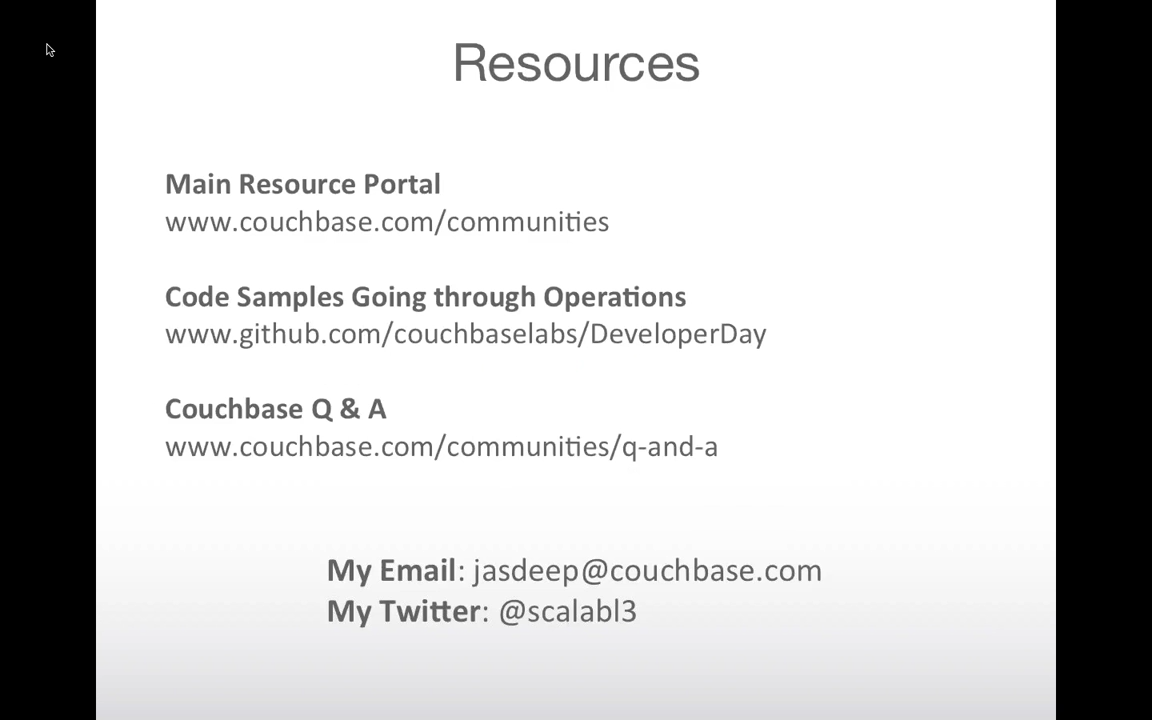 Resources
Main Resource Portal
www.couchbase.com/communities
Code Samples Going through Operations
www.github.com/couchbaselabs/DeveloperDay
Couchbase Q & A
www.couchbase.com/communities/q-and-a
My Email: jasdeep@couchbase.com
My Twitter: @scalabl3